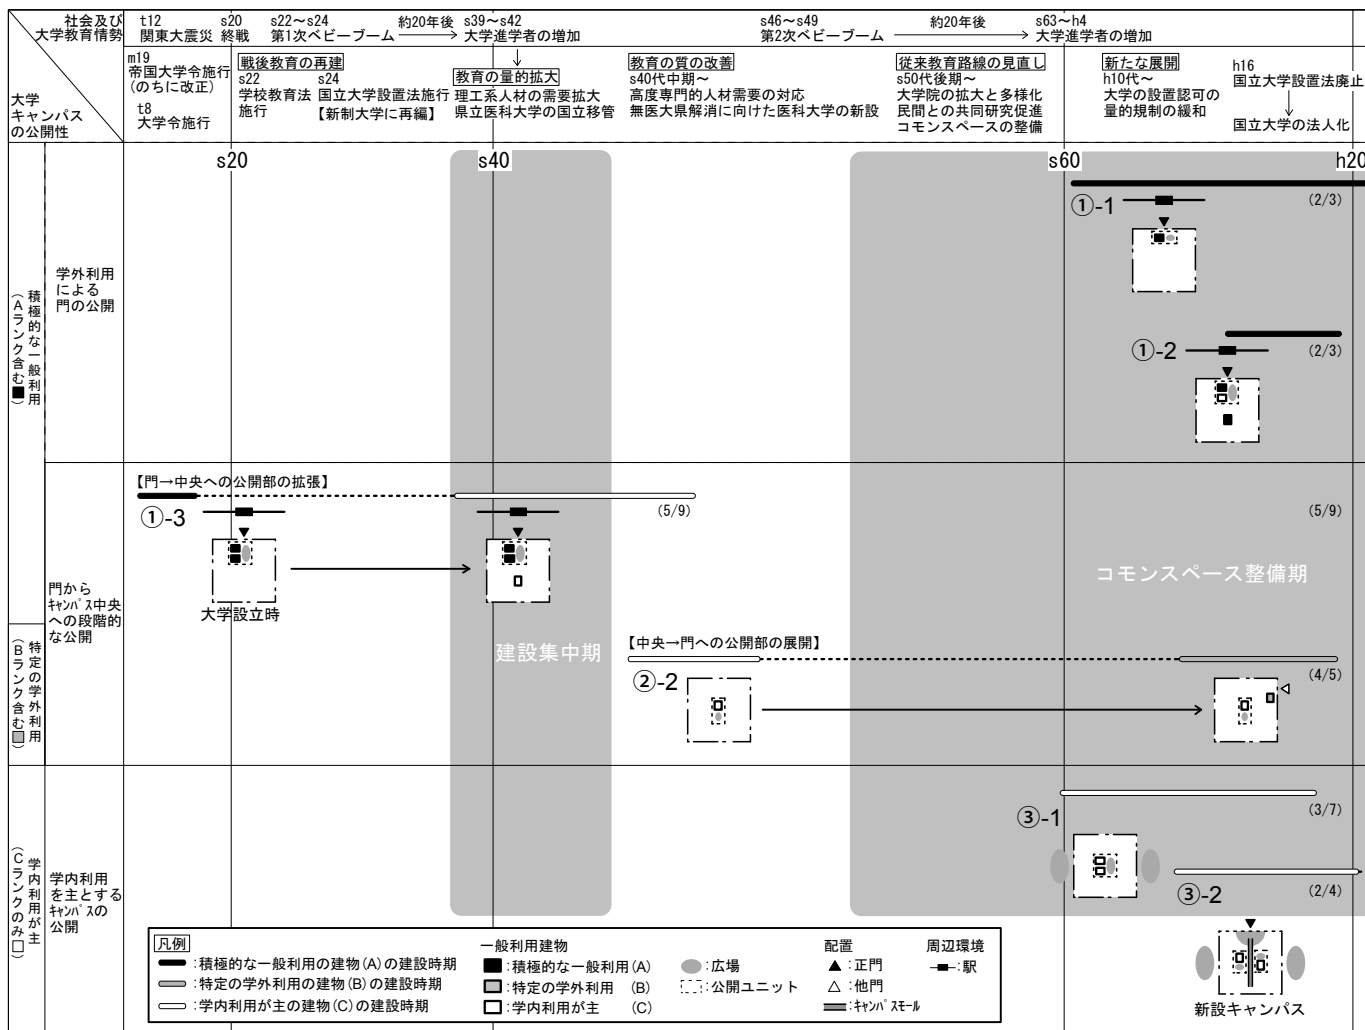 社会及び
大学教育情勢
大学
キャンパス
の公開性
t12
関東大震災
s20
終戦
s22～s24
第1次ベビーブーム
約20年後
s39～s42
大学進学者の増加
s46～s49
第2次ベビーブーム
約20年後
s63～h4
大学進学者の増加
m19
帝国大学令施行
(のちに改正)
t8
大学令施行
戦後教育の再建
s22
学校教育法
施行
s24
国立大学設置法施行
【新制大学に再編】
教育の量的拡大
理工系人材の需要拡大
県立医科大学の国立移管
教育の質の改善
s40代中期～
高度専門的人材需要の対応
無医大県解消に向けた医科大学の新設
従来教育路線の見直し
s50代後期～
大学院の拡大と多様化
民間との共同研究促進
コモンスペースの整備
新たな展開
h10代～
大学の設置認可の
量的規制の緩和
h16
国立大学設置法廃止
国立大学の法人化
s20
s40
s60
h20
積極的な一般利用
(Aランク含む■)
学外利用
による
門の公開
①-1
(2/3)
①-2
(2/3)
門から
ｷｬﾝﾊﾟｽ中央
への段階的
な公開
【門→中央への公開部の拡張】
①-3
(5/9)
(5/9)
大学設立時
建設集中期
コモンスペース整備期
特定の学外利用
(Bランク含む□)
【中央→門への公開部の展開】
②-2
(4/5)
学内利用が主
(Cランクのみ□)
学内利用
を主とする
ｷｬﾝﾊﾟｽの
公開
③-1
(3/7)
③-2
(2/4)
新設キャンパス
凡例
:積極的な一般利用の建物(A)の建設時期
:特定の学外利用の建物(B)の建設時期
:学内利用が主の建物(C)の建設時期
一般利用建物
:積極的な一般利用(A)
:特定の学外利用 (B)
:学内利用が主 (C)
:広場
:公開ユニット
配置
:正門
:他門
:ｷｬﾝﾊﾟｽモール
周辺環境
:駅